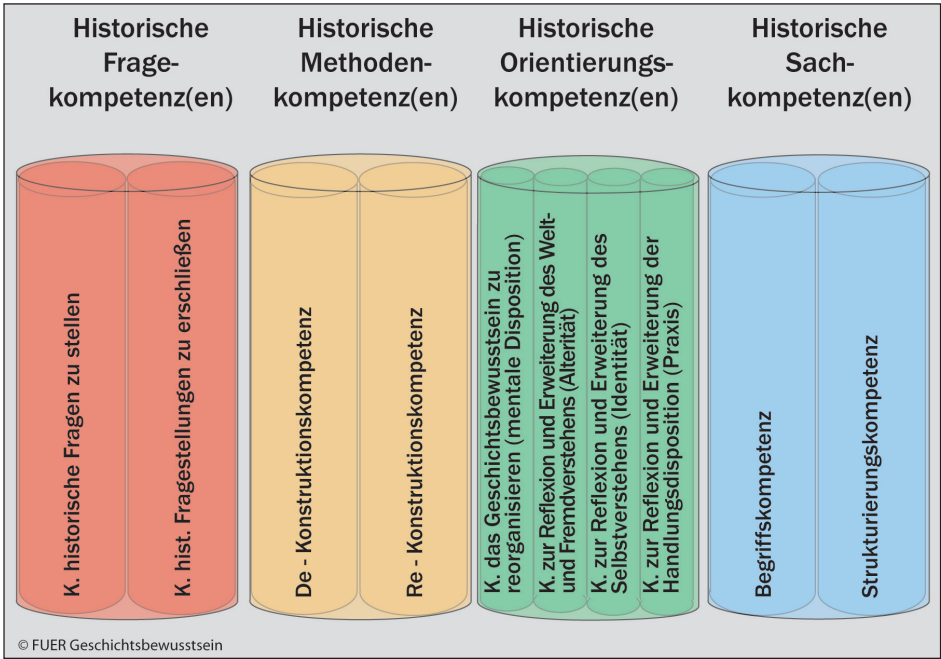 Historische
Frage-
kompetenz(en)
Historische
Methoden-
kompetenz(en)
Historische
Orientierungs-
kompetenz(en)
Historische
Sach-
kompetenz(en)
K. historische Fragen zu stellen
K. hist. Fragestellungen zu erschließen
De - Konstruktionskompetenz
Re - Konstruktionskompetenz
K. das Geschichtsbewusstsein zu
reorganisieren (mentale Disposition)
K. zur Reflexion und Erweiterung des Welt-
und Fremdverstehens (Alterität)
K. zur Reflexion und Erweiterung des
Selbstverstehens (Identität)
K. zur Reflexion und Erweiterung der
Handlungsdisposition (Praxis)
Begriffskompetenz
Strukturierungskompetenz
© FUER Geschichtsbewusstsein